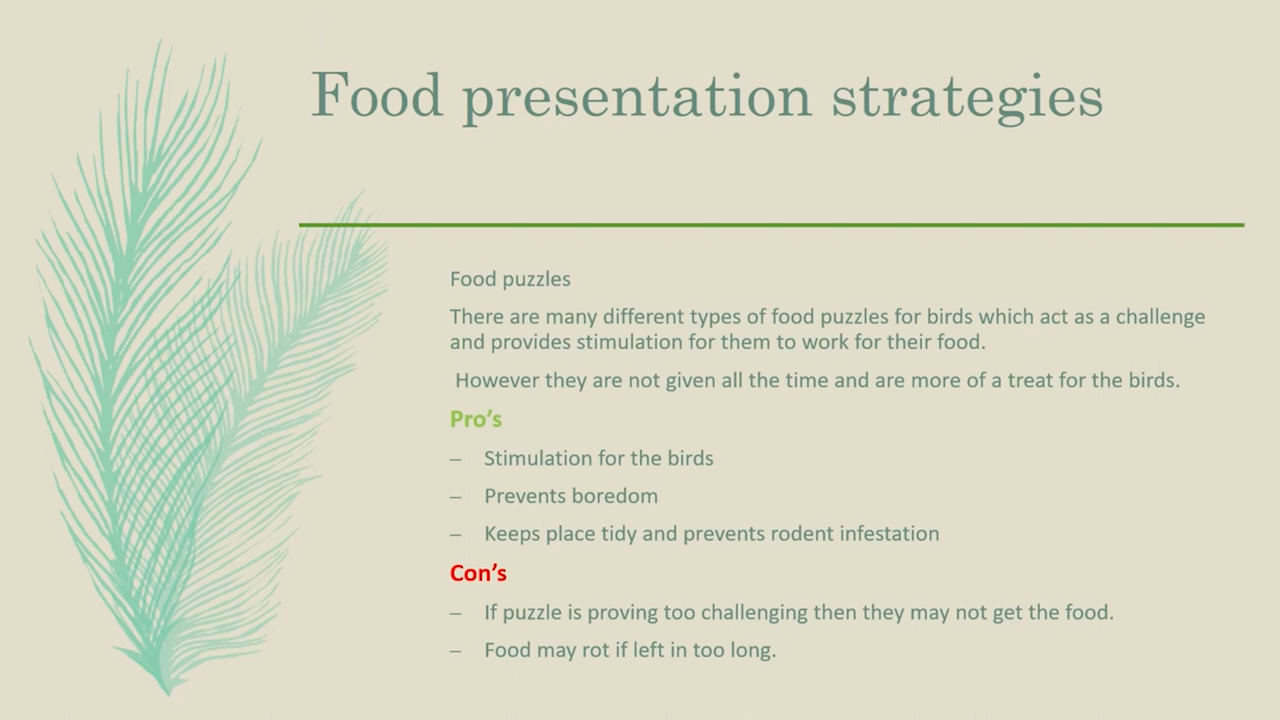 Food presentation strategies
Food puzzles
There are many different types of food puzzles for birds which act as a challenge
and provides stimulation for them to work for their food.
However they are not given all the time and are more of a treat for the birds.
Pro’s
– Stimulation for the birds
– Prevents boredom
– Keeps place tidy and prevents rodent infestation
Con’s
– If puzzle is proving too challenging then they may not get the food.
– Food may rot if left in too long.